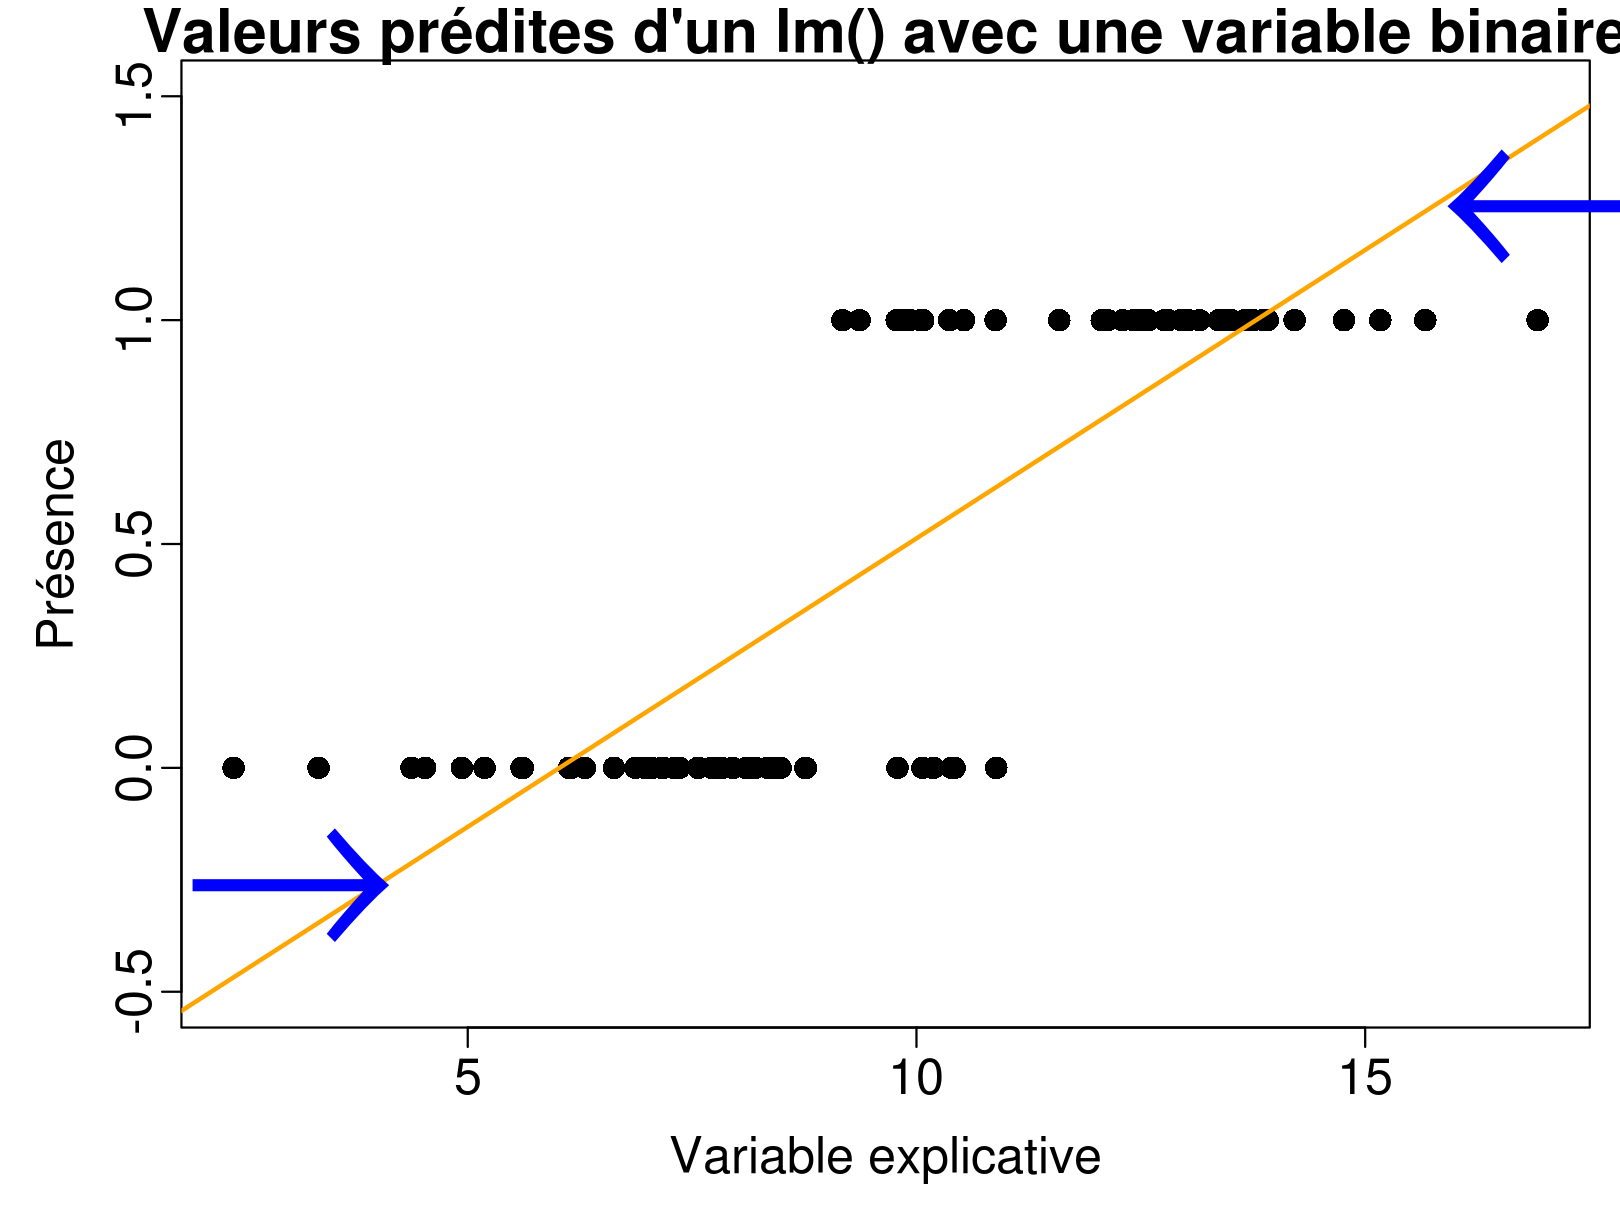 Valeurs prédites d'un lm() avec une variable binaire
1.5
1.0
0.5
0.0
-0.5
Présence
5 10 15
Variable explicative